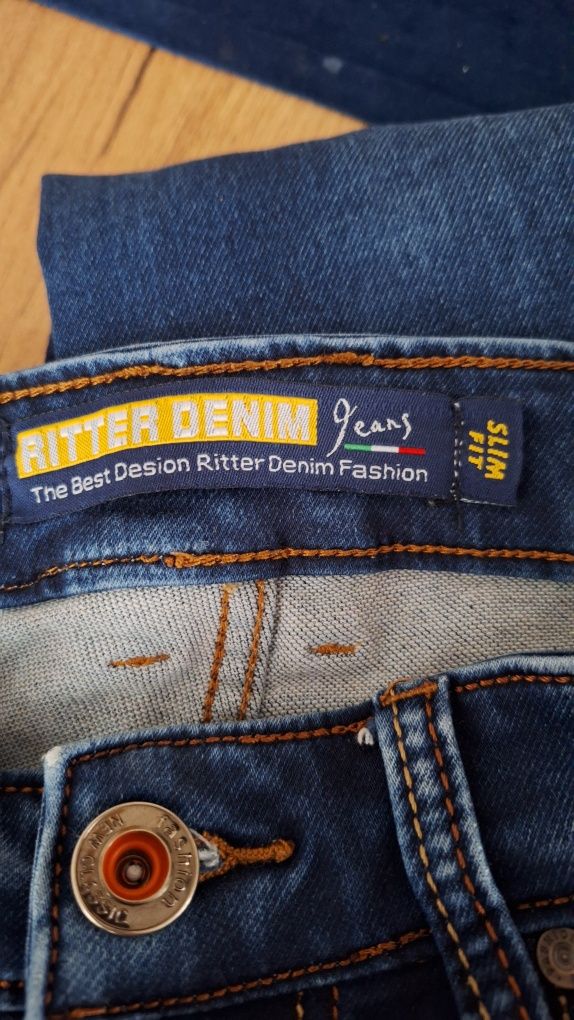 RITTER DENIM Jeans
The Best Desion Ritter Denim Fashion
SLIM
FIT
fashion